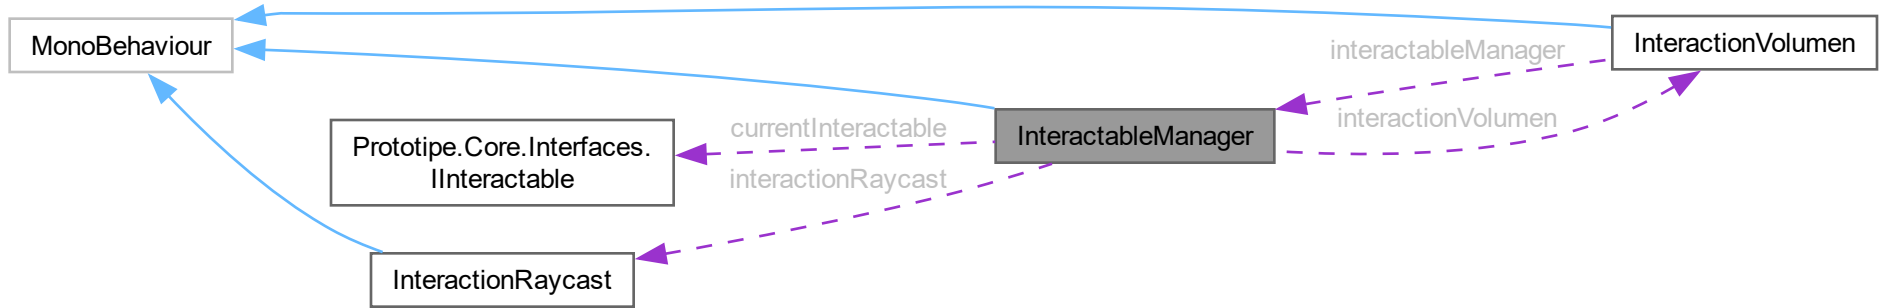 MonoBehaviour
InteractionVolumen
interactableManager
interactionVolumen
InteractableManager
currentInteractable
Prototipe.Core.Interfaces.
IInteractable
interactionRaycast
InteractionRaycast